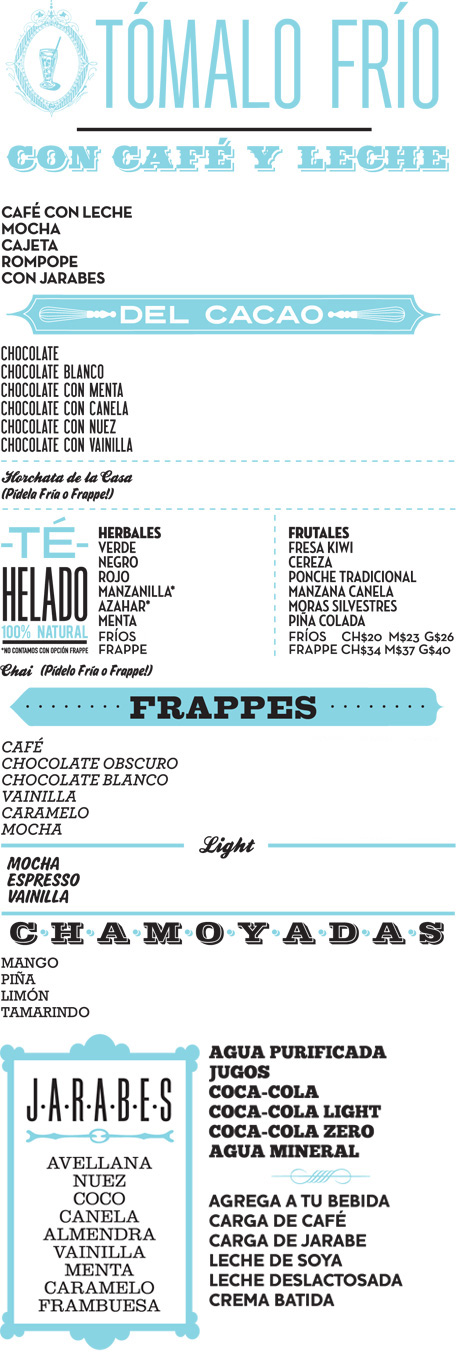 TÓMALO FRÍO
CON CAFÉ Y LECHE
CAFÉ CON LECHE
MOCHA
CAJETA
ROMPOPE
CON JARABES
DEL CACAO
CHOCOLATE
CHOCOLATE BLANCO
CHOCOLATE CON MENTA
CHOCOLATE CON CANELA
CHOCOLATE CON NUEZ
CHOCOLATE CON VAINILLA
Horchata de la Casa
(Pídela Fría o Frappe!)
-TÉ-
HELADO
100% NATURAL
*NO CONTAMOS CON OPCIÓN FRAPPE
HERBALES
VERDE
NEGRO
ROJO
MANZANILLA*
AZAHAR*
MENTA
FRÍOS
FRAPPE
FRUTALES
FRESA KIWI
CEREZA
PONCHE TRADICIONAL
MANZANA CANELA
MORAS SILVESTRES
PIÑA COLADA
FRÍOS CH$20 M$23 G$26
FRAPPE CH$34 M$37 G$40
Chai (Pídelo Fría o Frappe!)
FRAPPES
CAFÉ
CHOCOLATE OBSCURO
CHOCOLATE BLANCO
VAINILLA
CARAMELO
MOCHA
Light
MOCHA
ESPRESSO
VAINILLA
CHAMOYADAS
MANGO
PIÑA
LIMÓN
TAMARINDO
J·A·R·A·B·E·S
AVELLANA
NUEZ
COCO
CANELA
ALMENDRA
VAINILLA
MENTA
CARAMELO
FRAMBUESA
AGUA PURIFICADA
JUGOS
COCA-COLA
COCA-COLA LIGHT
COCA-COLA ZERO
AGUA MINERAL
AGREGA A TU BEBIDA
CARGA DE CAFÉ
CARGA DE JARABE
LECHE DE SOYA
LECHE DESLACTOSADA
CREMA BATIDA